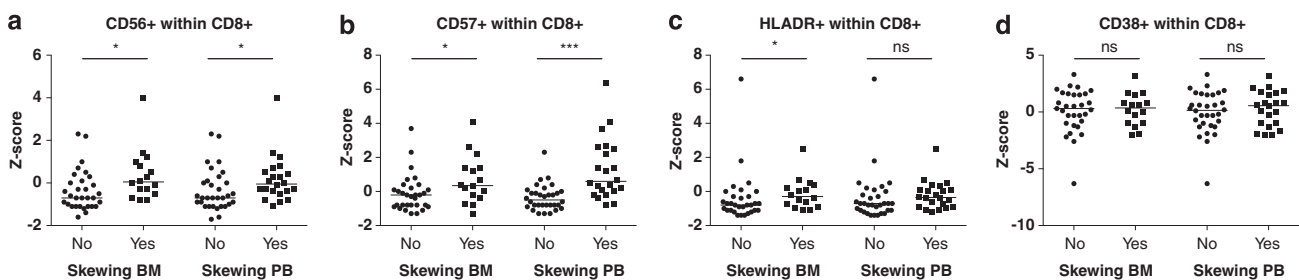 a
CD56+ within CD8+
* *
Z-score
6
4
2
0
-2
No Yes No Yes
Skewing BM Skewing PB
b
CD57+ within CD8+
* ***
Z-score
8
6
4
2
0
-2
No Yes No Yes
Skewing BM Skewing PB
c
HLADR+ within CD8+
* ns
Z-score
8
6
4
2
0
-2
No Yes No Yes
Skewing BM Skewing PB
d
CD38+ within CD8+
ns ns
Z-score
5
0
-5
-10
No Yes No Yes
Skewing BM Skewing PB